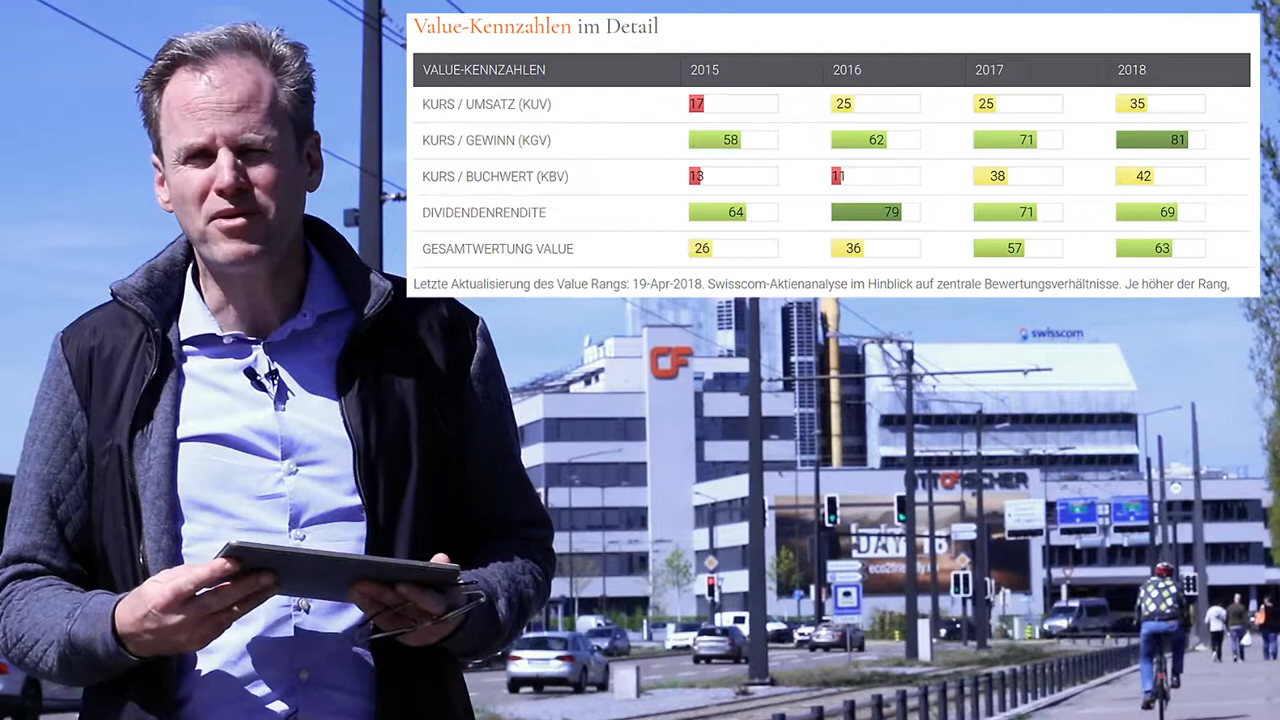 Value-Kennzahlen im Detail
VALUE-KENNZAHLEN 2015 2016 2017 2018
KURS / UMSATZ (KUV) 17 25 25 35
KURS / GEWINN (KGV) 58 62 71 81
KURS / BUCHWERT (KBV) 13 11 38 42
DIVIDENDENRENDITE 64 79 71 69
GESAMTWERTUNG VALUE 26 36 57 63
Letzte Aktualisierung des Value Rangs: 19-Apr-2018. Swisscom-Aktienanalyse im Hinblick auf zentrale Bewertungsverhältnisse. Je höher der Rang,
swisscom
CF